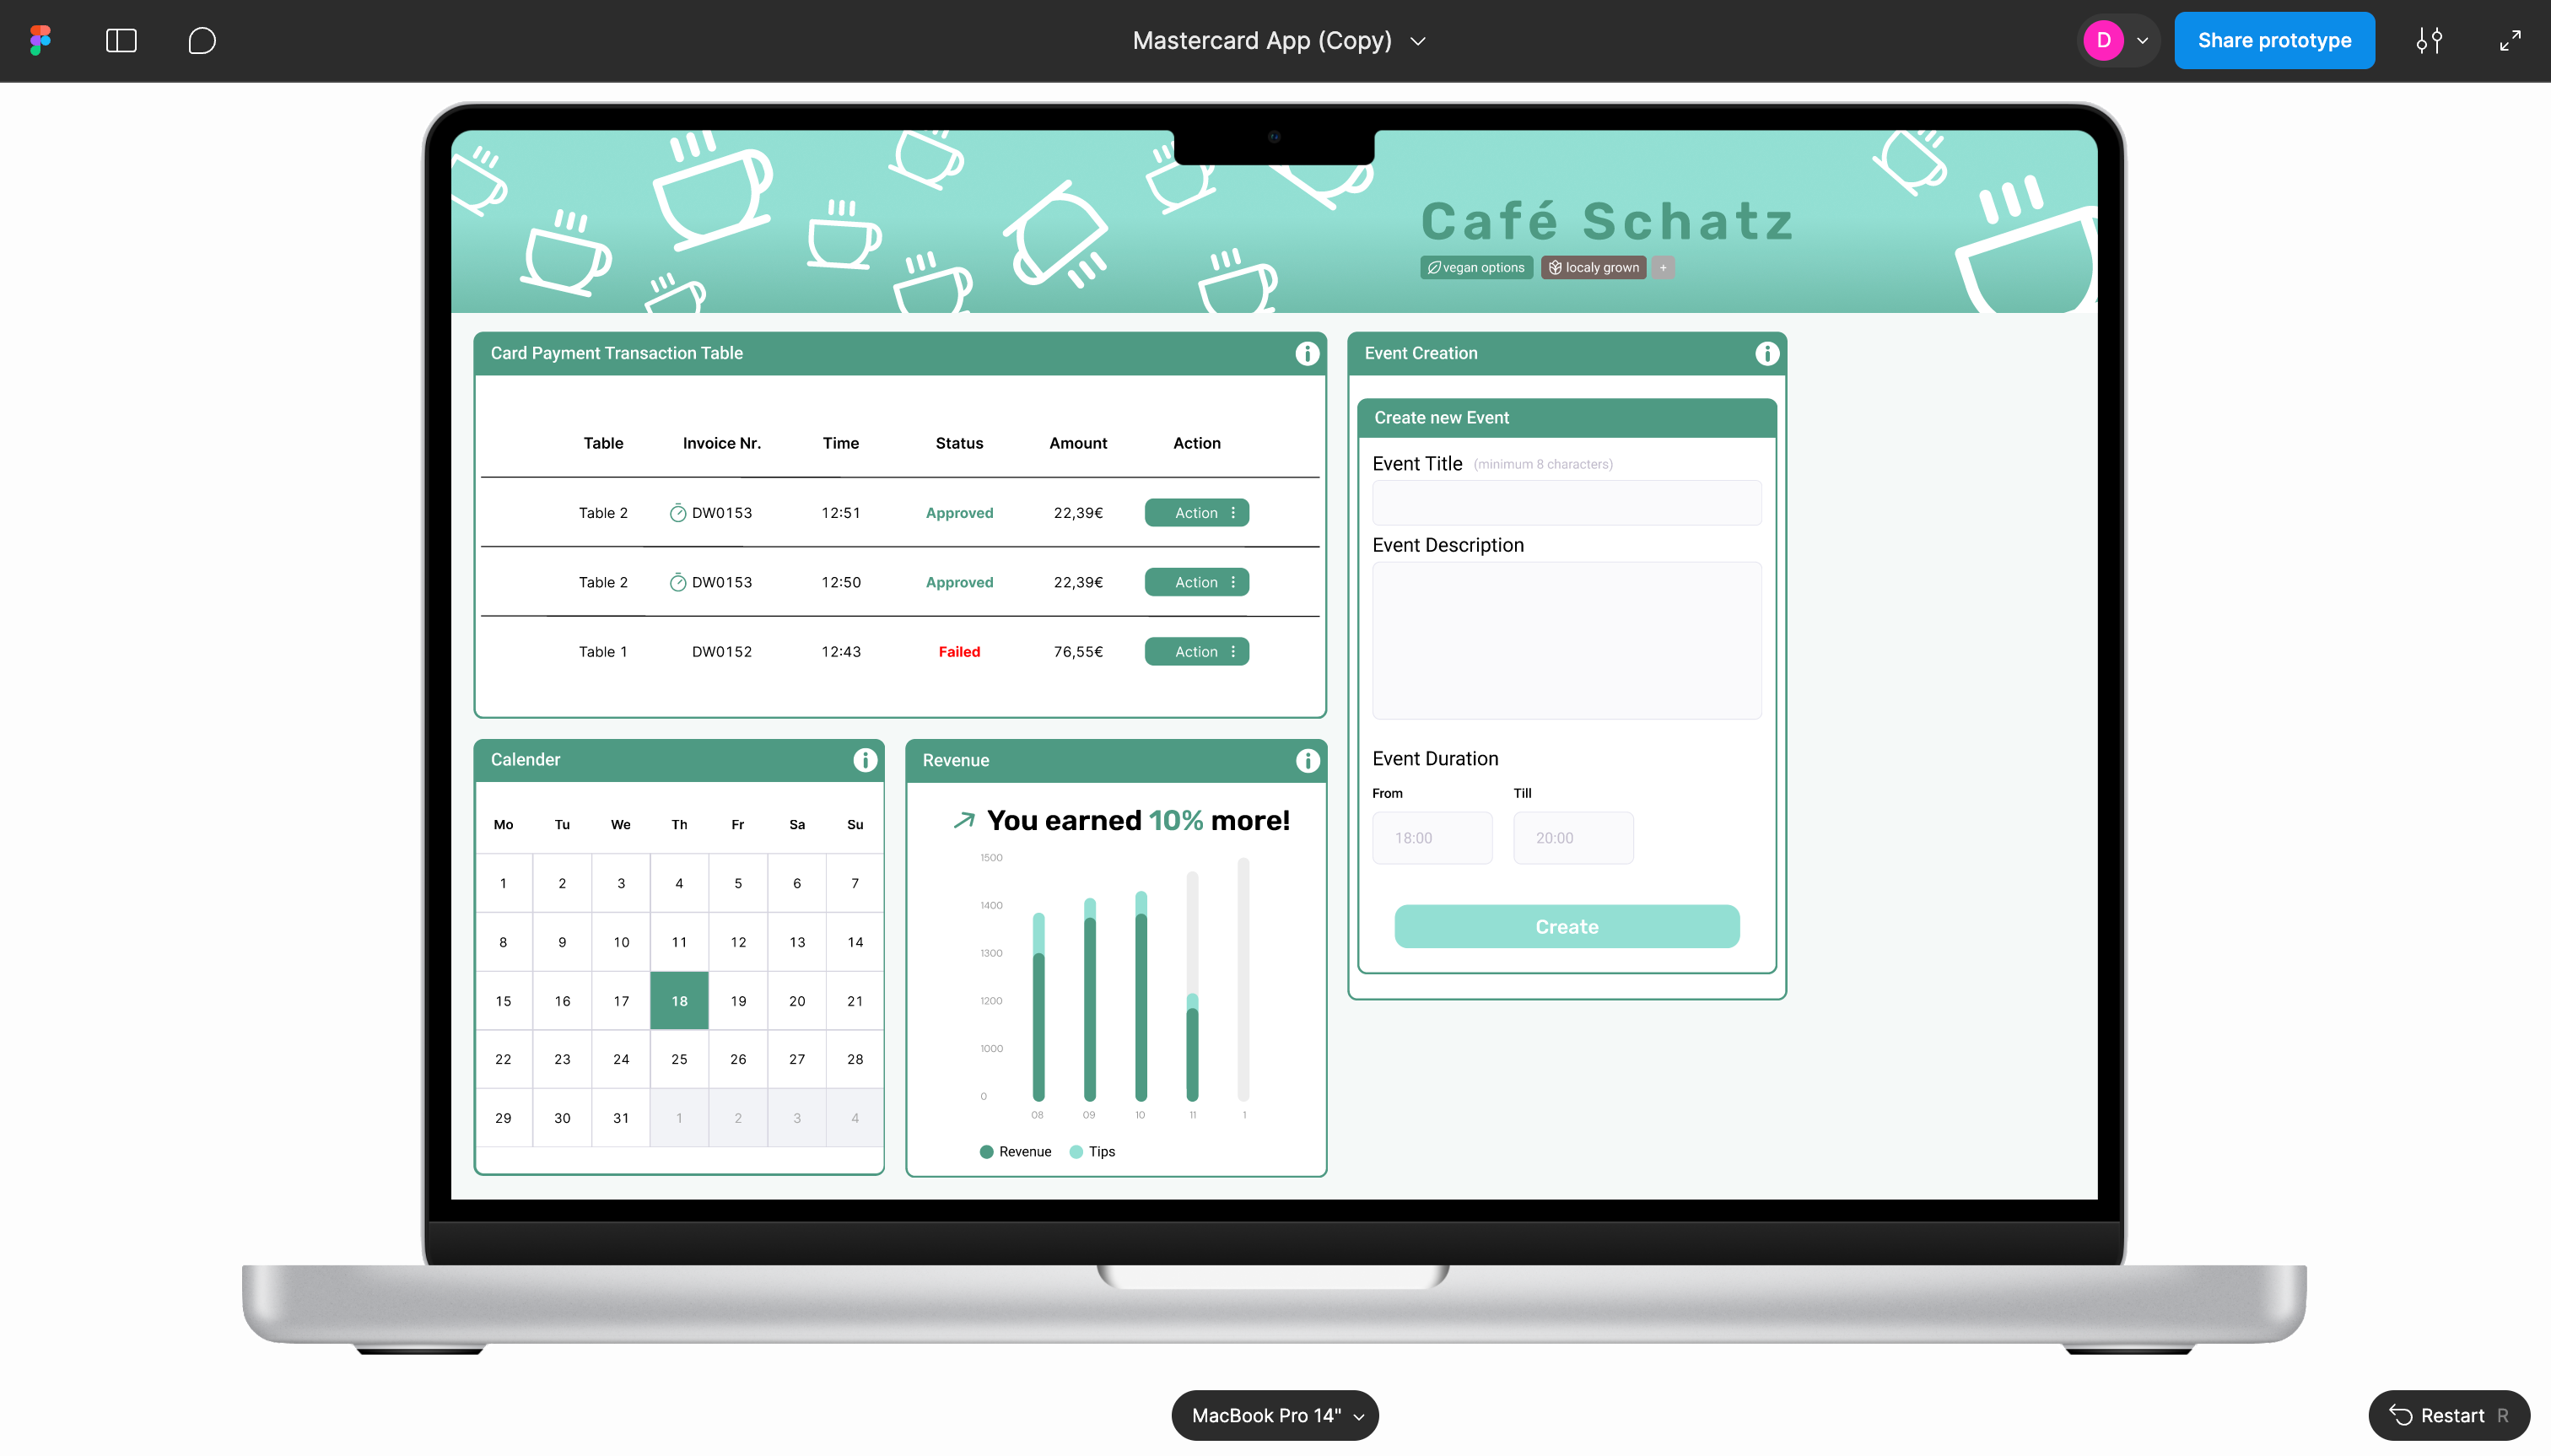 Mastercard App (Copy)
D
Share prototype
Café Schatz
vegan options
localy grown
+
Card Payment Transaction Table
Table Invoice Nr. Time Status Amount Action
Table 2 DW0153 12:51 Approved 22,39€ Action
Table 2 DW0153 12:50 Approved 22,39€ Action
Table 1 DW0152 12:43 Failed 76,55€ Action
Event Creation
Create new Event
Event Title (minimum 8 characters)
Event Description
Event Duration
From Till
18:00 20:00
Create
Calender
Mo Tu We Th Fr Sa Su
1 2 3 4 5 6 7
8 9 10 11 12 13 14
15 16 17 18 19 20 21
22 23 24 25 26 27 28
29 30 31 1 2 3 4
Revenue
You earned 10% more!
1500
1400
1300
1200
1000
0
08 09 10 11 1
Revenue Tips
MacBook Pro 14"
Restart R